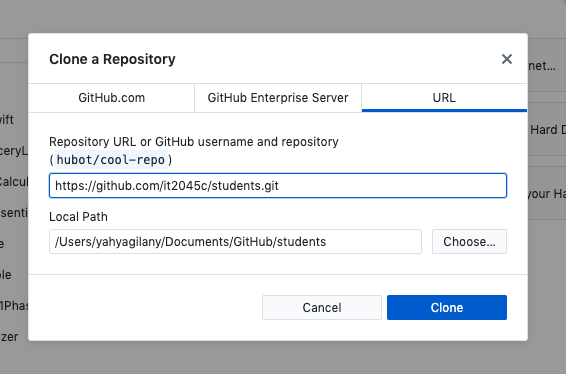 Clone a Repository
GitHub.com
GitHub Enterprise Server
URL
Repository URL or GitHub username and repository
(hubot/cool-repo)
https://github.com/it2045c/students.git
Local Path
/Users/yahyagilany/Documents/GitHub/students
Choose...
Cancel
Clone
net...
Hard D
your Ha
ift
ceryL
Calcul
senti
e
ple
1Phas
zer